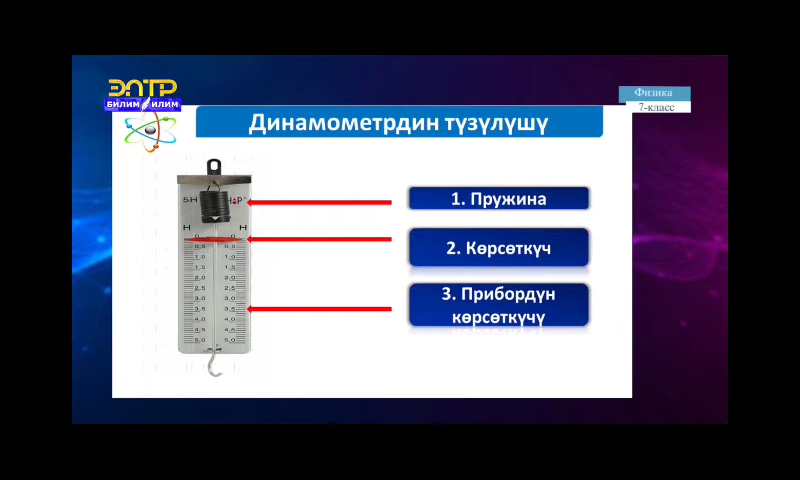 ЭЛТР
БИЛИМ ИЛИМ
Физика
7-класс
Динамометрдин түзүлүшү
5Н
Н Н
0 0
0,5 0,5
1,0 1,0
1,5 1,5
2,0 2,0
2,5 2,5
3,0 3,0
3,5 3,5
4,0 4,0
4,5 4,5
5,0 5,0
1. Пружина
2. Көрсөткүч
3. Прибордүн
көрсөткүчү